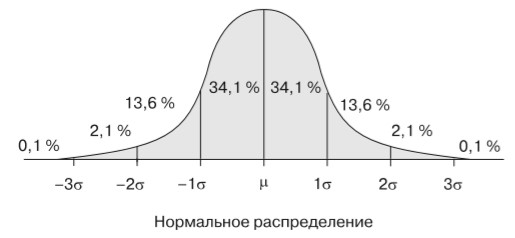 34,1 % 34,1 %
13,6 % 13,6 %
2,1 % 2,1 %
0,1 % 0,1 %
−3σ −2σ −1σ μ 1σ 2σ 3σ
Нормальное распределение